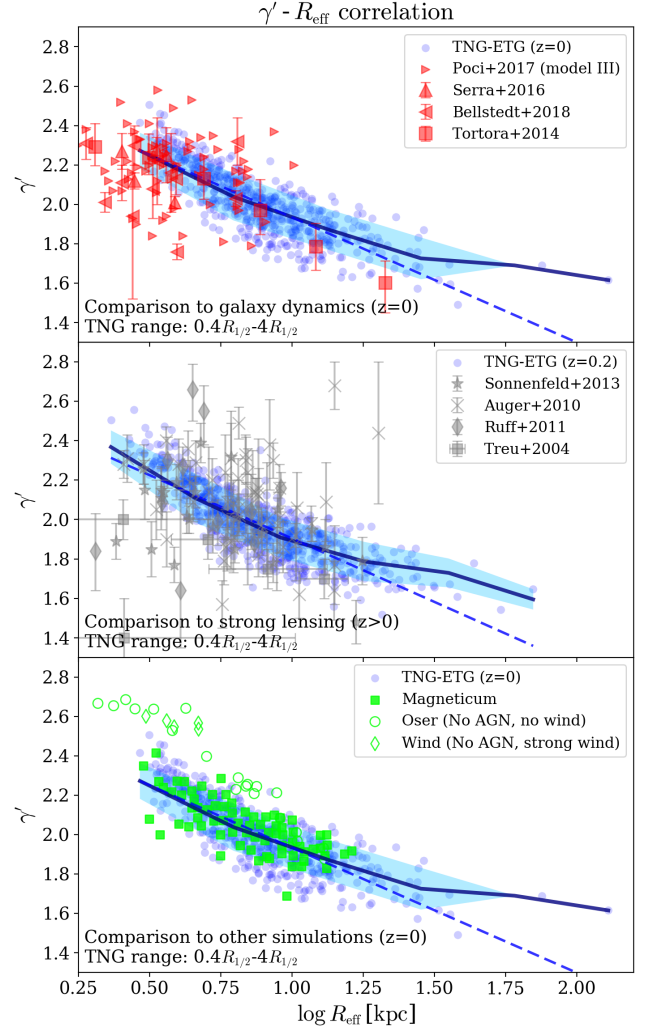 γ′ - R_eff correlation
2.8
2.6
2.4
2.2
2.0
1.8
1.6
1.4
γ′
TNG-ETG (z=0)
Poci+2017 (model III)
Serra+2016
Bellstedt+2018
Tortora+2014
Comparison to galaxy dynamics (z=0)
TNG range: 0.4R_1/2-4R_1/2
2.8
2.6
2.4
2.2
2.0
1.8
1.6
1.4
γ′
TNG-ETG (z=0.2)
Sonnenfeld+2013
Auger+2010
Ruff+2011
Treu+2004
Comparison to strong lensing (z>0)
TNG range: 0.4R_1/2-4R_1/2
2.8
2.6
2.4
2.2
2.0
1.8
1.6
1.4
γ′
TNG-ETG (z=0)
Magneticum
Oser (No AGN, no wind)
Wind (No AGN, strong wind)
Comparison to other simulations (z=0)
TNG range: 0.4R_1/2-4R_1/2
0.25 0.50 0.75 1.00 1.25 1.50 1.75 2.00
log R_eff [kpc]